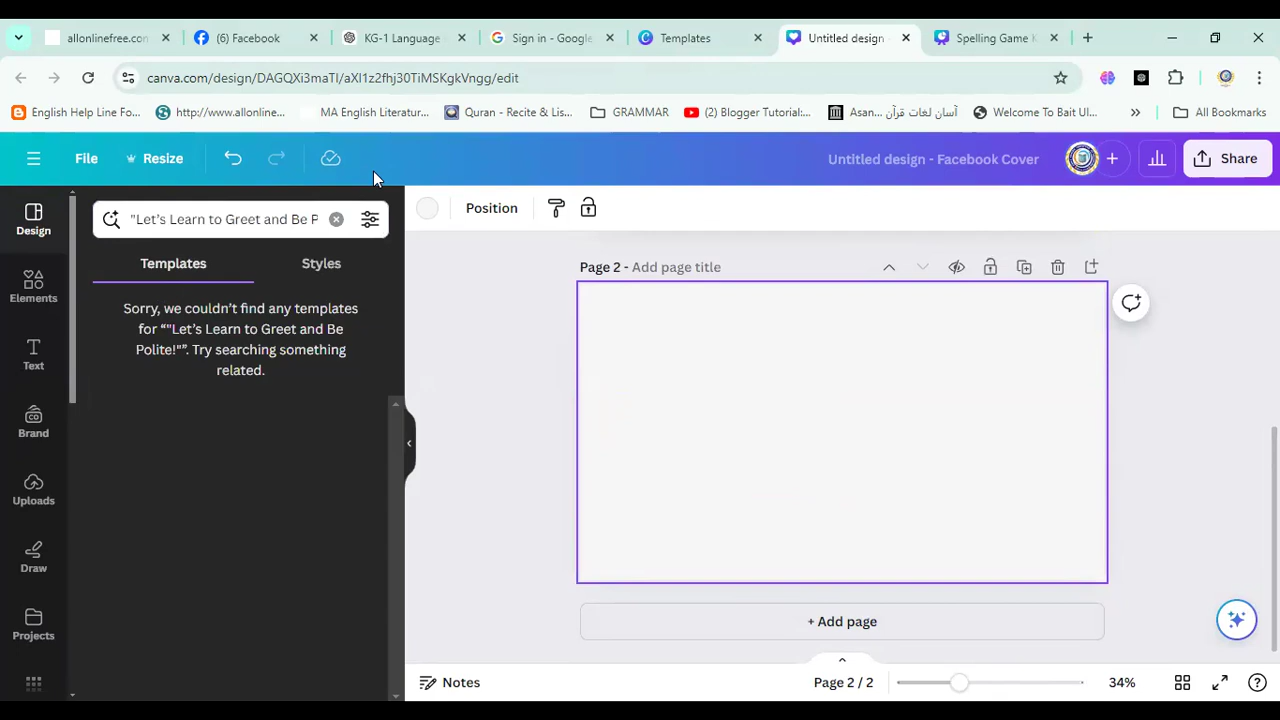 allonlinefree.con
(6) Facebook
KG-1 Language
Sign in - Google
Templates
Untitled design -
Spelling Game K
canva.com/design/DAGQXi3maTI/aXI1z2fhj30TiMSKgkVngg/edit
English Help Line Fo...
http://www.allonline...
MA English Literatur...
Quran - Recite & Lis...
GRAMMAR
(2) Blogger Tutorial:...
Asan... آسان لغات قرآن
Welcome To Bait Ul...
All Bookmarks
File
Resize
Untitled design - Facebook Cover
Share
Design
"Let's Learn to Greet and Be P
Position
Templates
Styles
Page 2 - Add page title
Sorry, we couldn't find any templates
for “"Let's Learn to Greet and Be
Polite!"”. Try searching something
related.
Elements
Text
Brand
Uploads
Draw
Projects
+ Add page
Notes
Page 2 / 2
34%